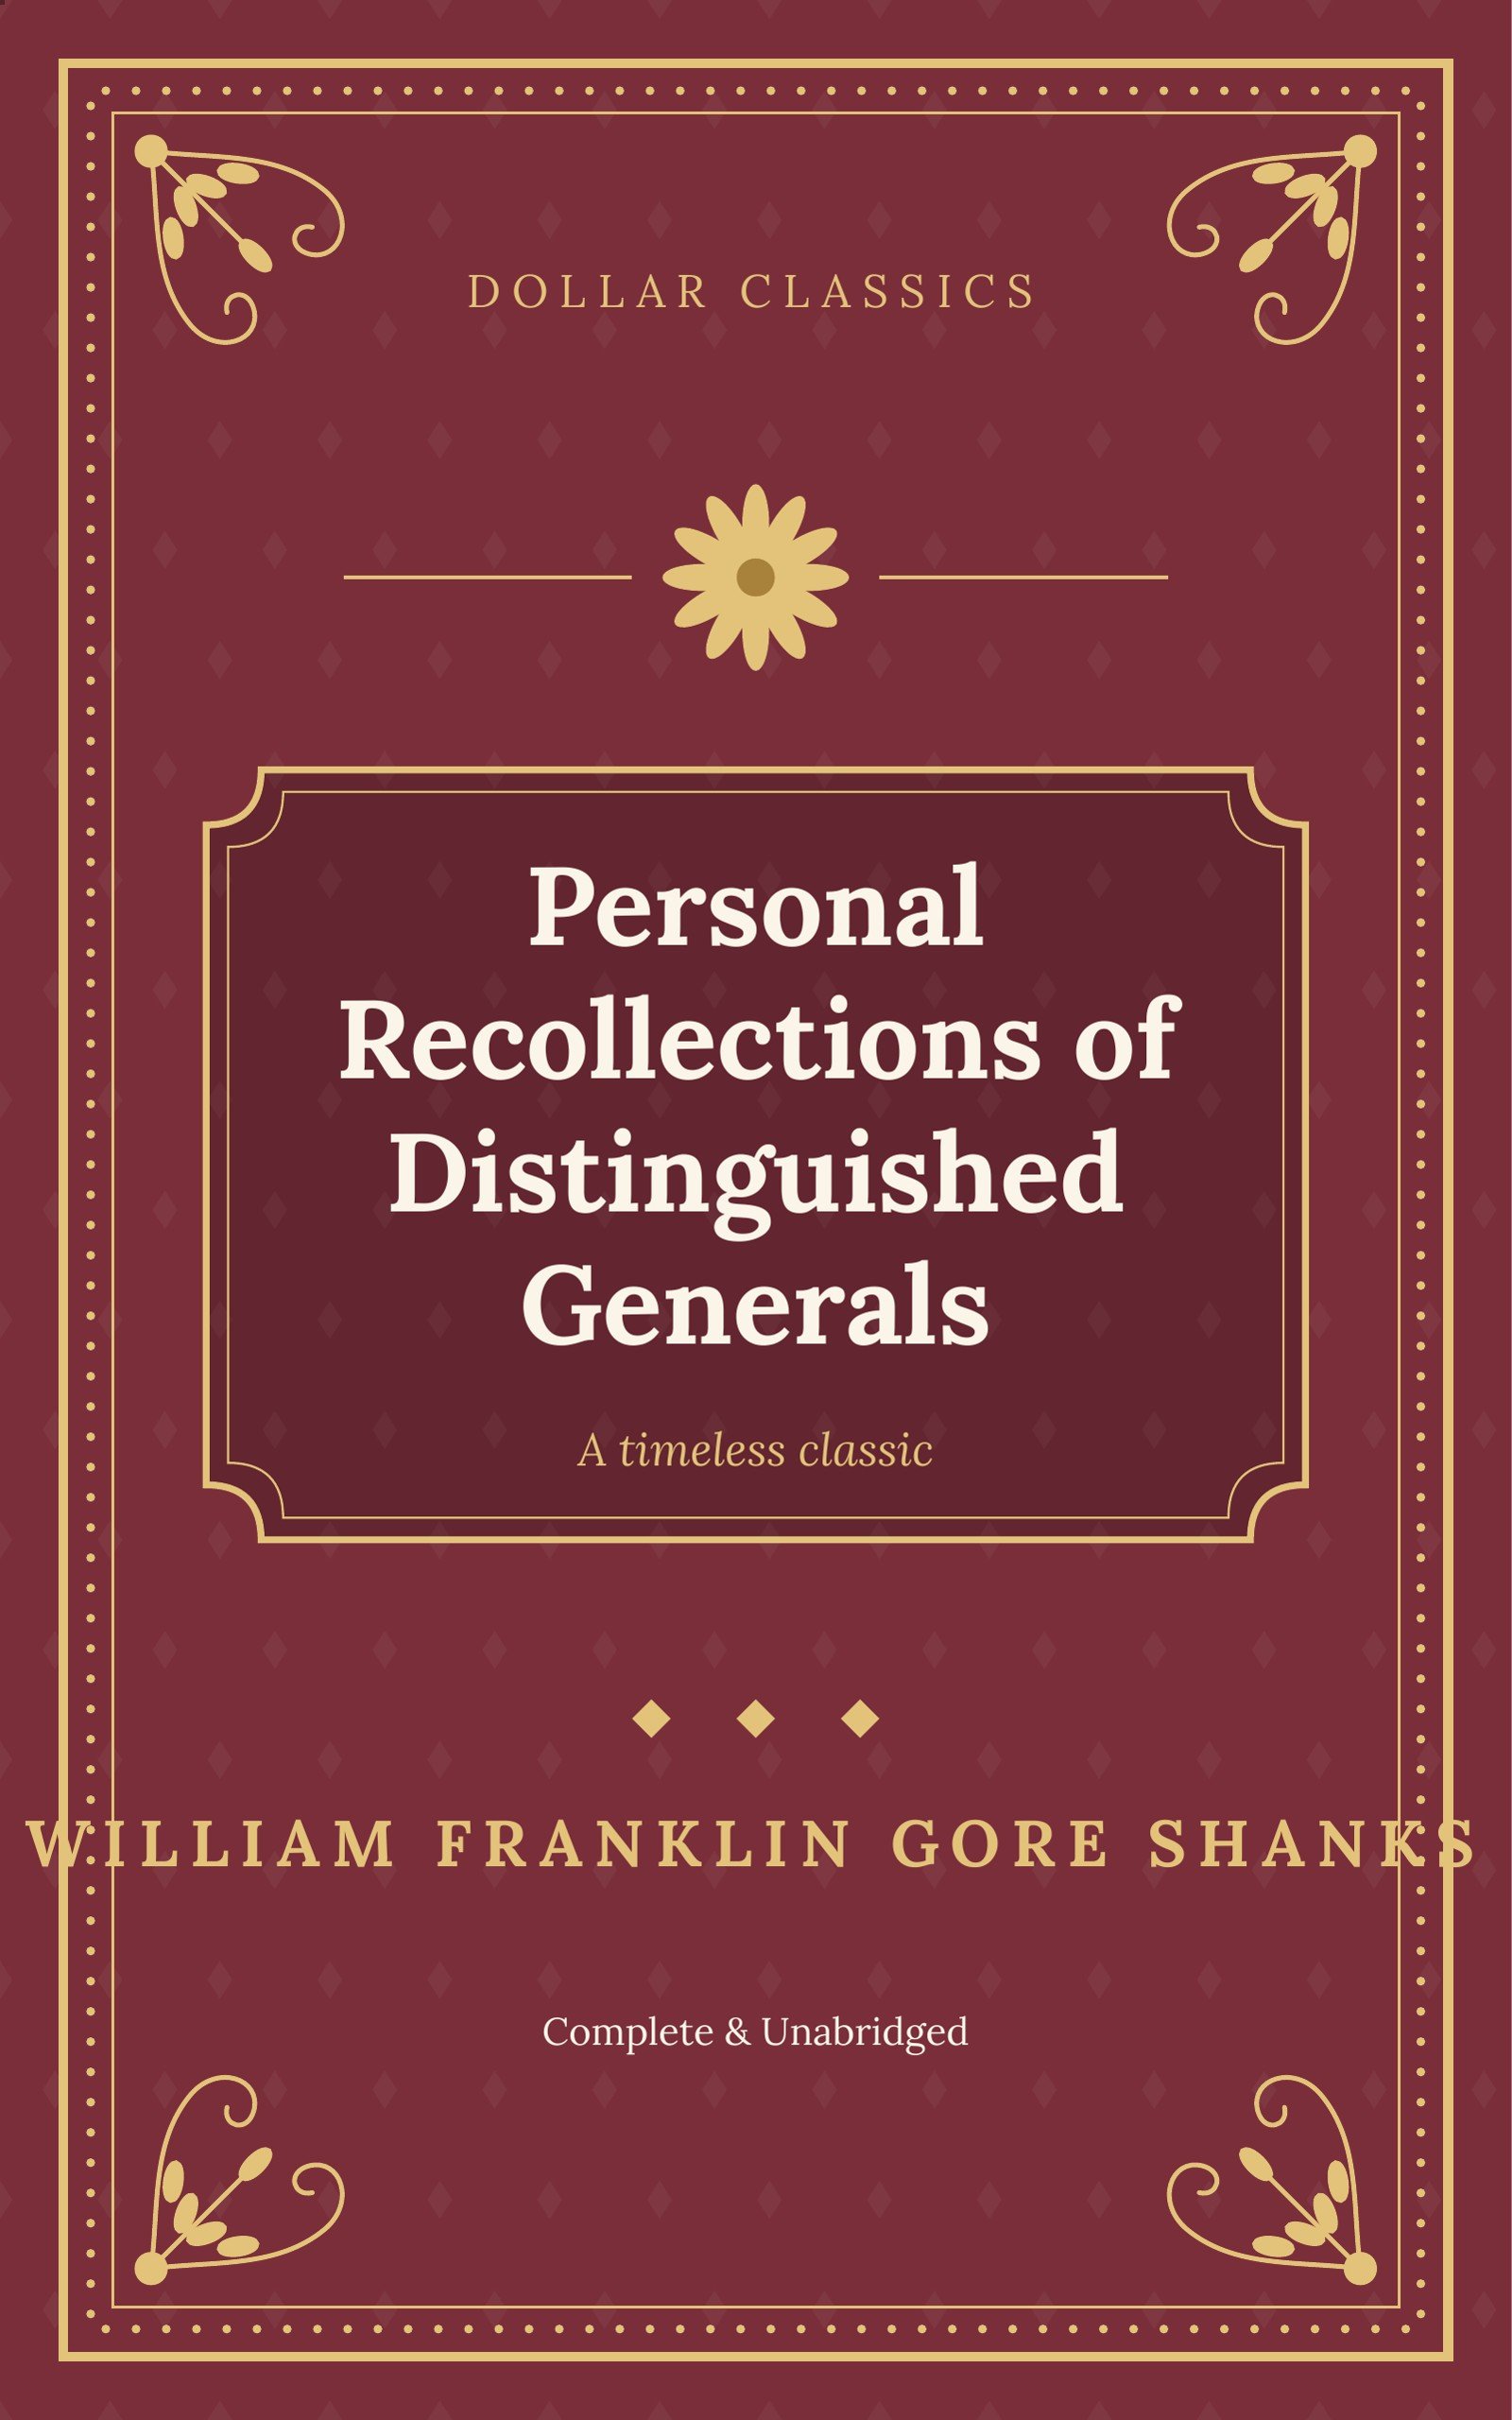 DOLLAR CLASSICS
Personal
Recollections of
Distinguished
Generals
A timeless classic
WILLIAM FRANKLIN GORE SHANKS
Complete & Unabridged